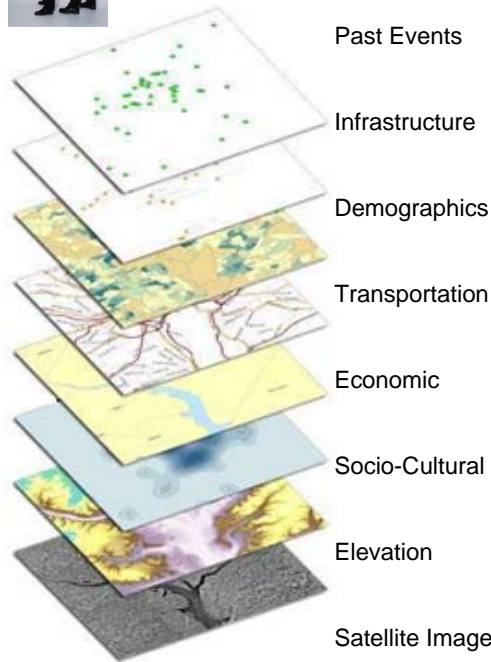 Past Events
Infrastructure
Demographics
Transportation
Economic
Socio-Cultural
Elevation
Satellite Image